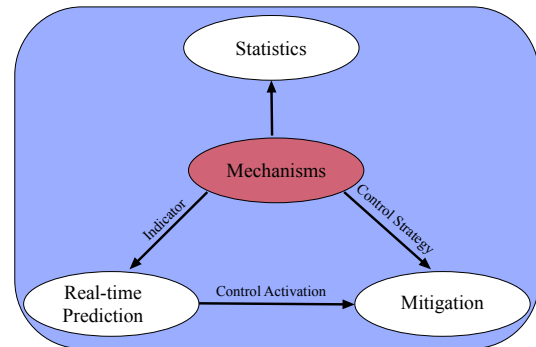 Statistics
Mechanisms
Indicator
Control Strategy
Real-time
Prediction
Control Activation
Mitigation